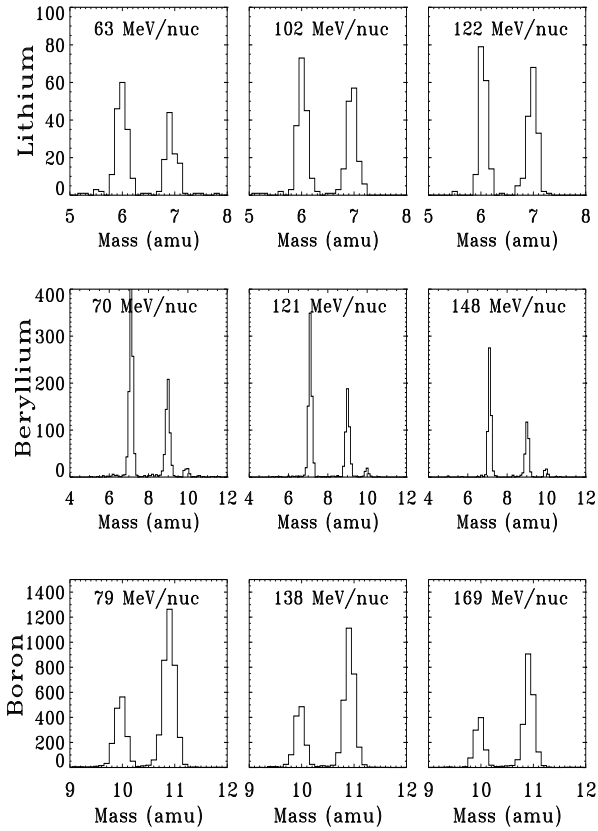 Lithium
100
80
60
40
20
0
63 MeV/nuc
102 MeV/nuc
122 MeV/nuc
5 6 7 8
5 6 7 8
5 6 7 8
Mass (amu)
Mass (amu)
Mass (amu)
Beryllium
400
300
200
100
0
70 MeV/nuc
121 MeV/nuc
148 MeV/nuc
4 6 8 10 12
4 6 8 10 12
4 6 8 10 12
Mass (amu)
Mass (amu)
Mass (amu)
Boron
1400
1200
1000
800
600
400
200
0
79 MeV/nuc
138 MeV/nuc
169 MeV/nuc
9 10 11 12
9 10 11 12
9 10 11 12
Mass (amu)
Mass (amu)
Mass (amu)